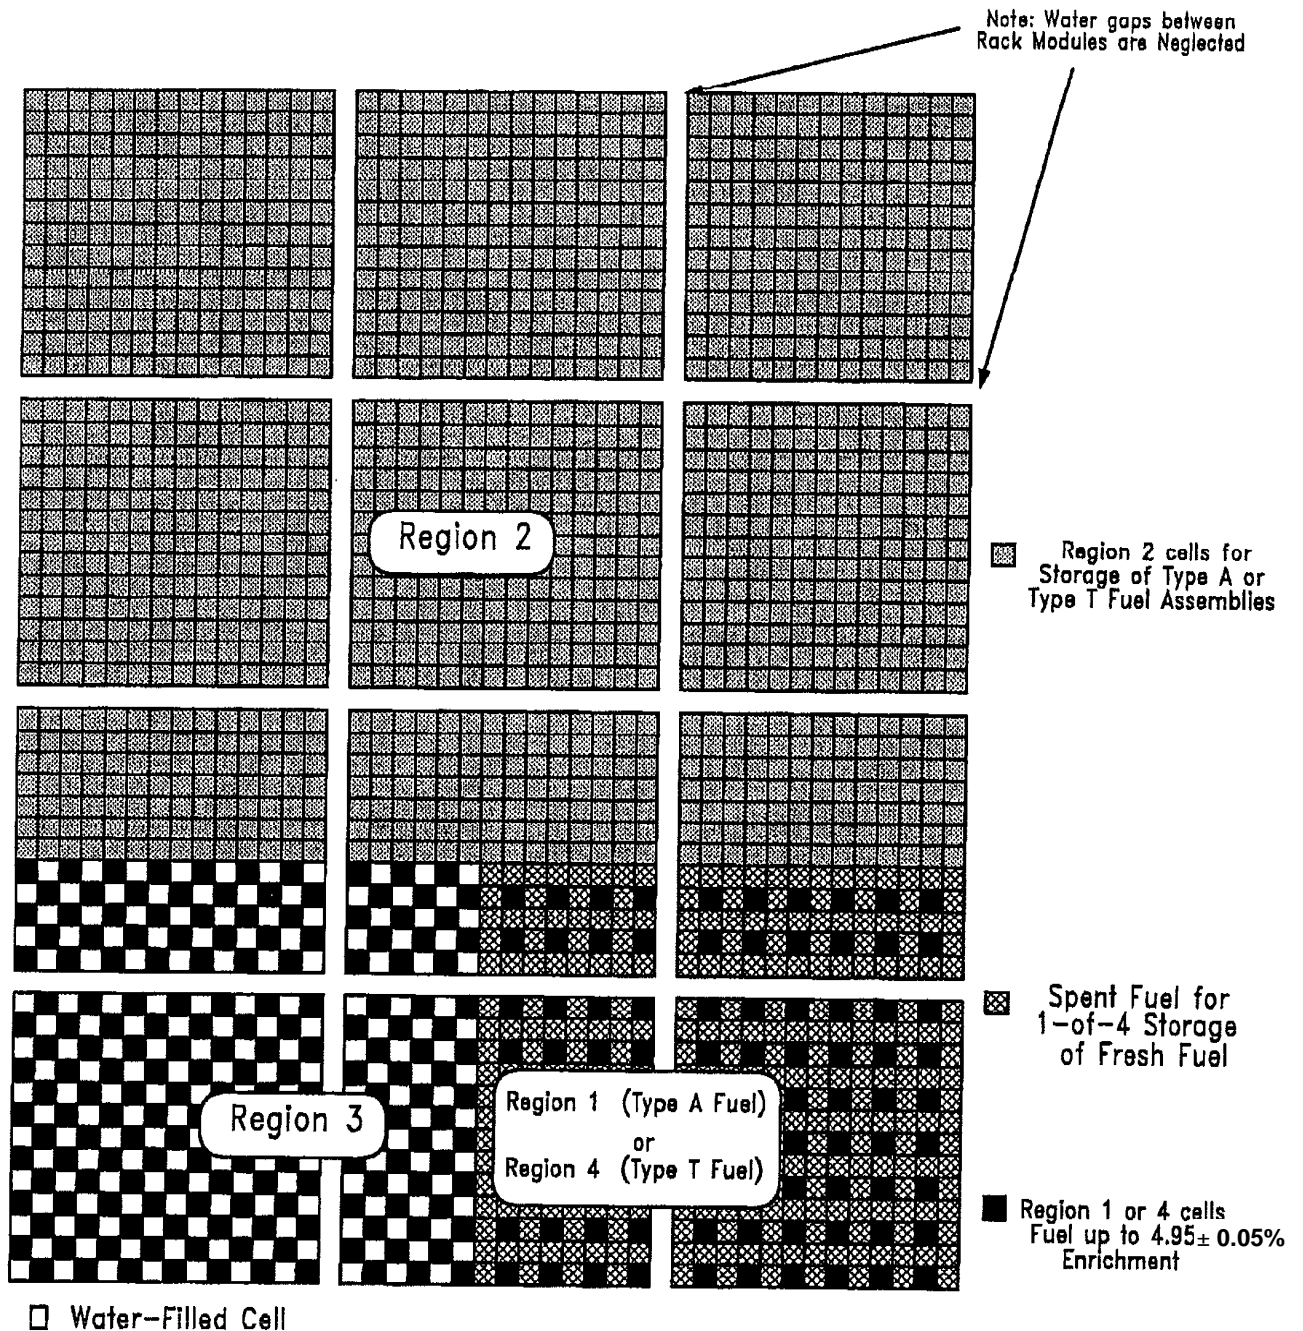 Note: Water gaps between
Rack Modules are Neglected
Region 2
Region 2 cells for
Storage of Type A or
Type T Fuel Assemblies
Spent Fuel for
1-of-4 Storage
of Fresh Fuel
Region 3
Region 1 (Type A Fuel)
or
Region 4 (Type T Fuel)
Region 1 or 4 cells
Fuel up to 4.95± 0.05%
Enrichment
Water-Filled Cell